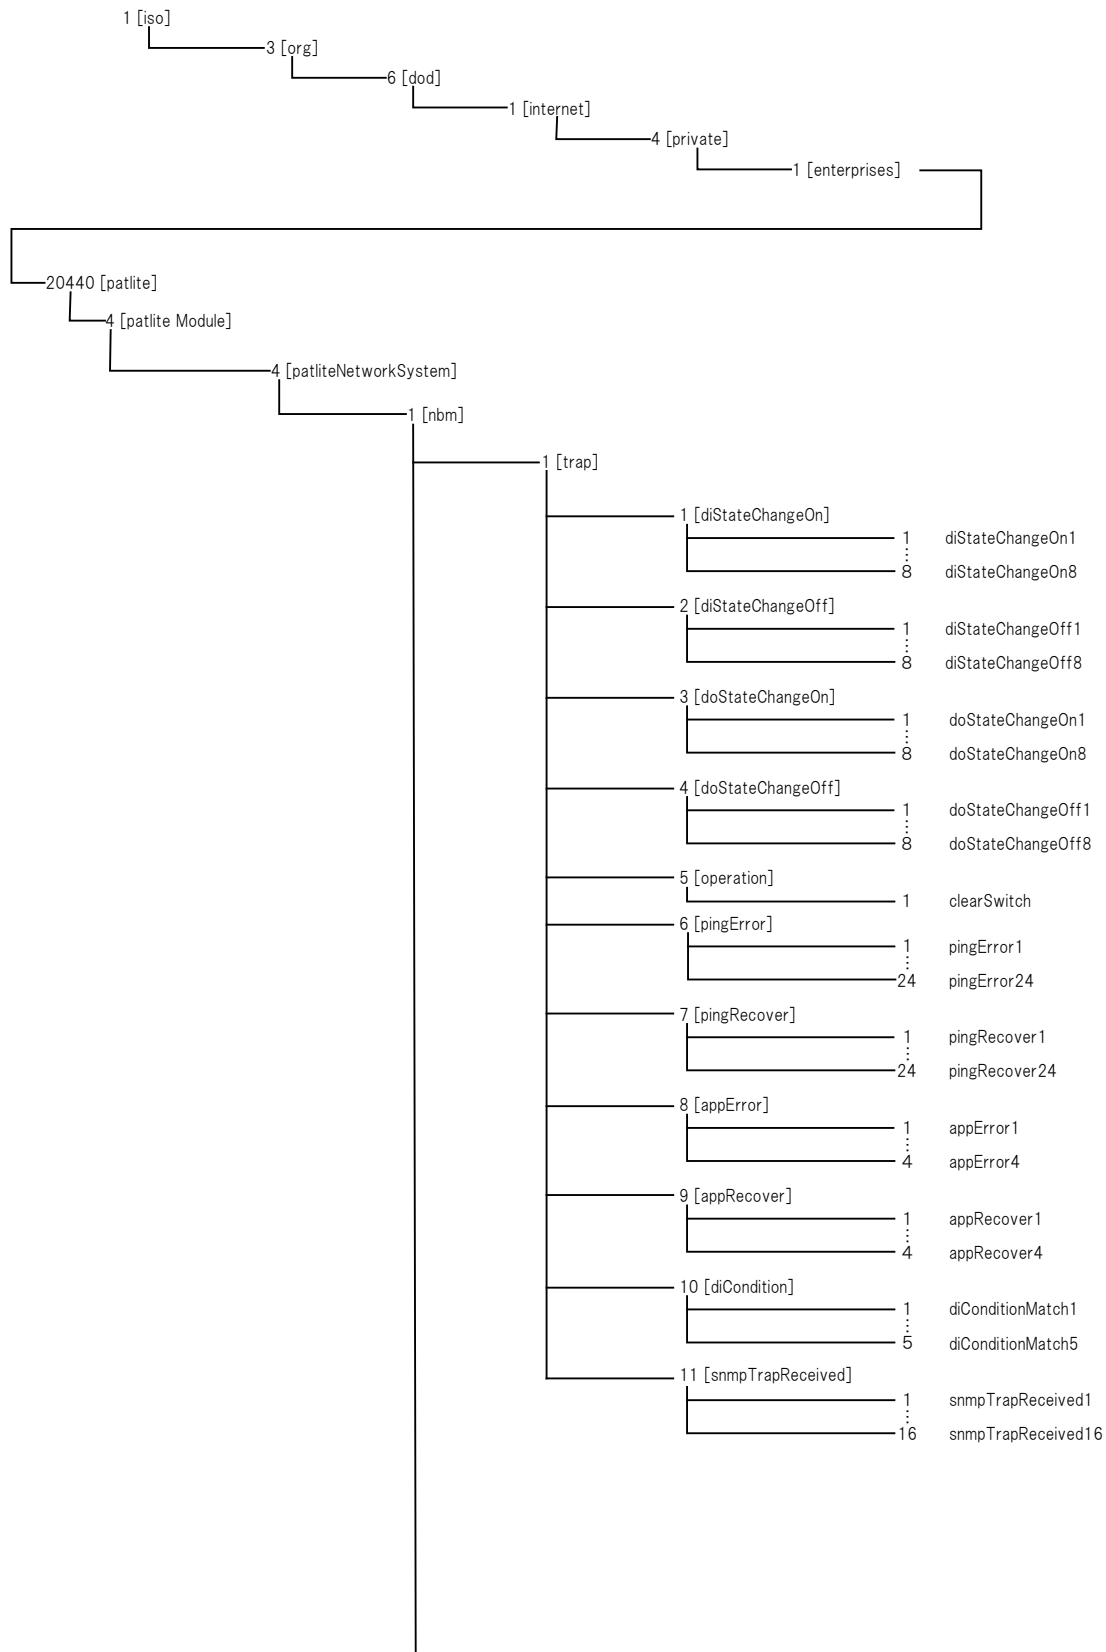 1 [iso]
3 [org]
6 [dod]
1 [internet]
4 [private]
1 [enterprises]
20440 [patlite]
4 [patlite Module]
4 [patliteNetworkSystem]
1 [nbm]
1 [trap]
1 [diStateChangeOn]
1 diStateChangeOn1
8 diStateChangeOn8
2 [diStateChangeOff]
1 diStateChangeOff1
8 diStateChangeOff8
3 [doStateChangeOn]
1 doStateChangeOn1
8 doStateChangeOn8
4 [doStateChangeOff]
1 doStateChangeOff1
8 doStateChangeOff8
5 [operation]
1 clearSwitch
6 [pingError]
1 pingError1
24 pingError24
7 [pingRecover]
1 pingRecover1
24 pingRecover24
8 [appError]
1 appError1
4 appError4
9 [appRecover]
1 appRecover1
4 appRecover4
10 [diCondition]
1 diConditionMatch1
5 diConditionMatch5
11 [snmpTrapReceived]
1 snmpTrapReceived1
16 snmpTrapReceived16